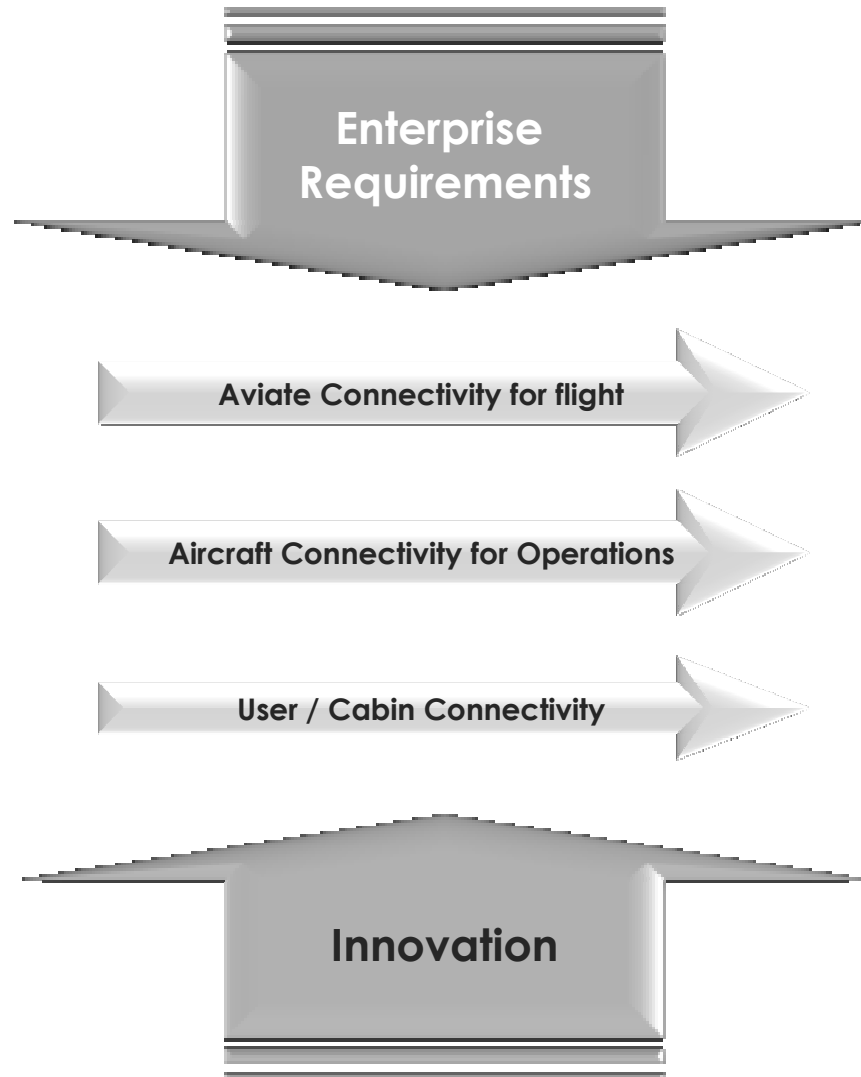 Enterprise
Requirements
Aviate Connectivity for flight
Aircraft Connectivity for Operations
User / Cabin Connectivity
Innovation